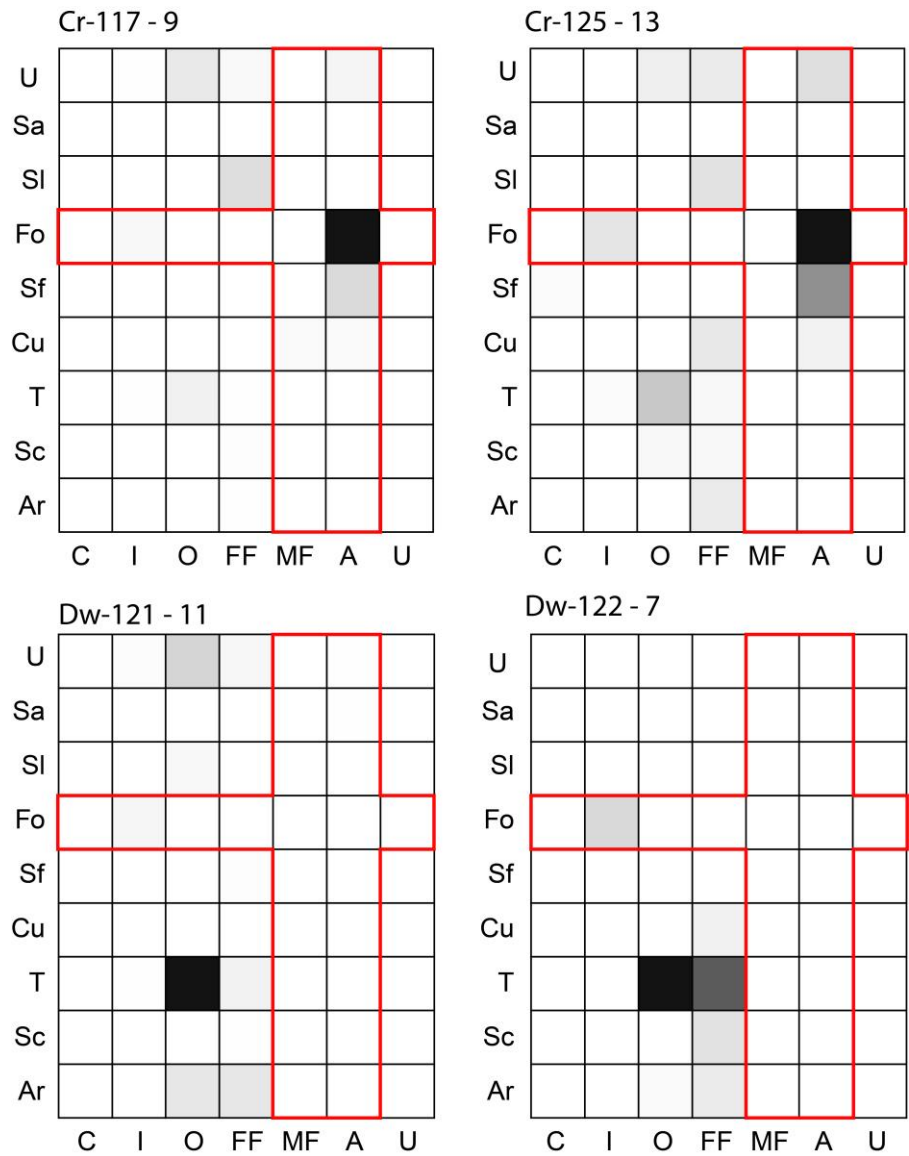 Cr-117 - 9
U
Sa
Sl
Fo
Sf
Cu
T
Sc
Ar
C I O FF MF A U
Cr-125 - 13
U
Sa
Sl
Fo
Sf
Cu
T
Sc
Ar
C I O FF MF A U
Dw-121 - 11
U
Sa
Sl
Fo
Sf
Cu
T
Sc
Ar
C I O FF MF A U
Dw-122 - 7
U
Sa
Sl
Fo
Sf
Cu
T
Sc
Ar
C I O FF MF A U